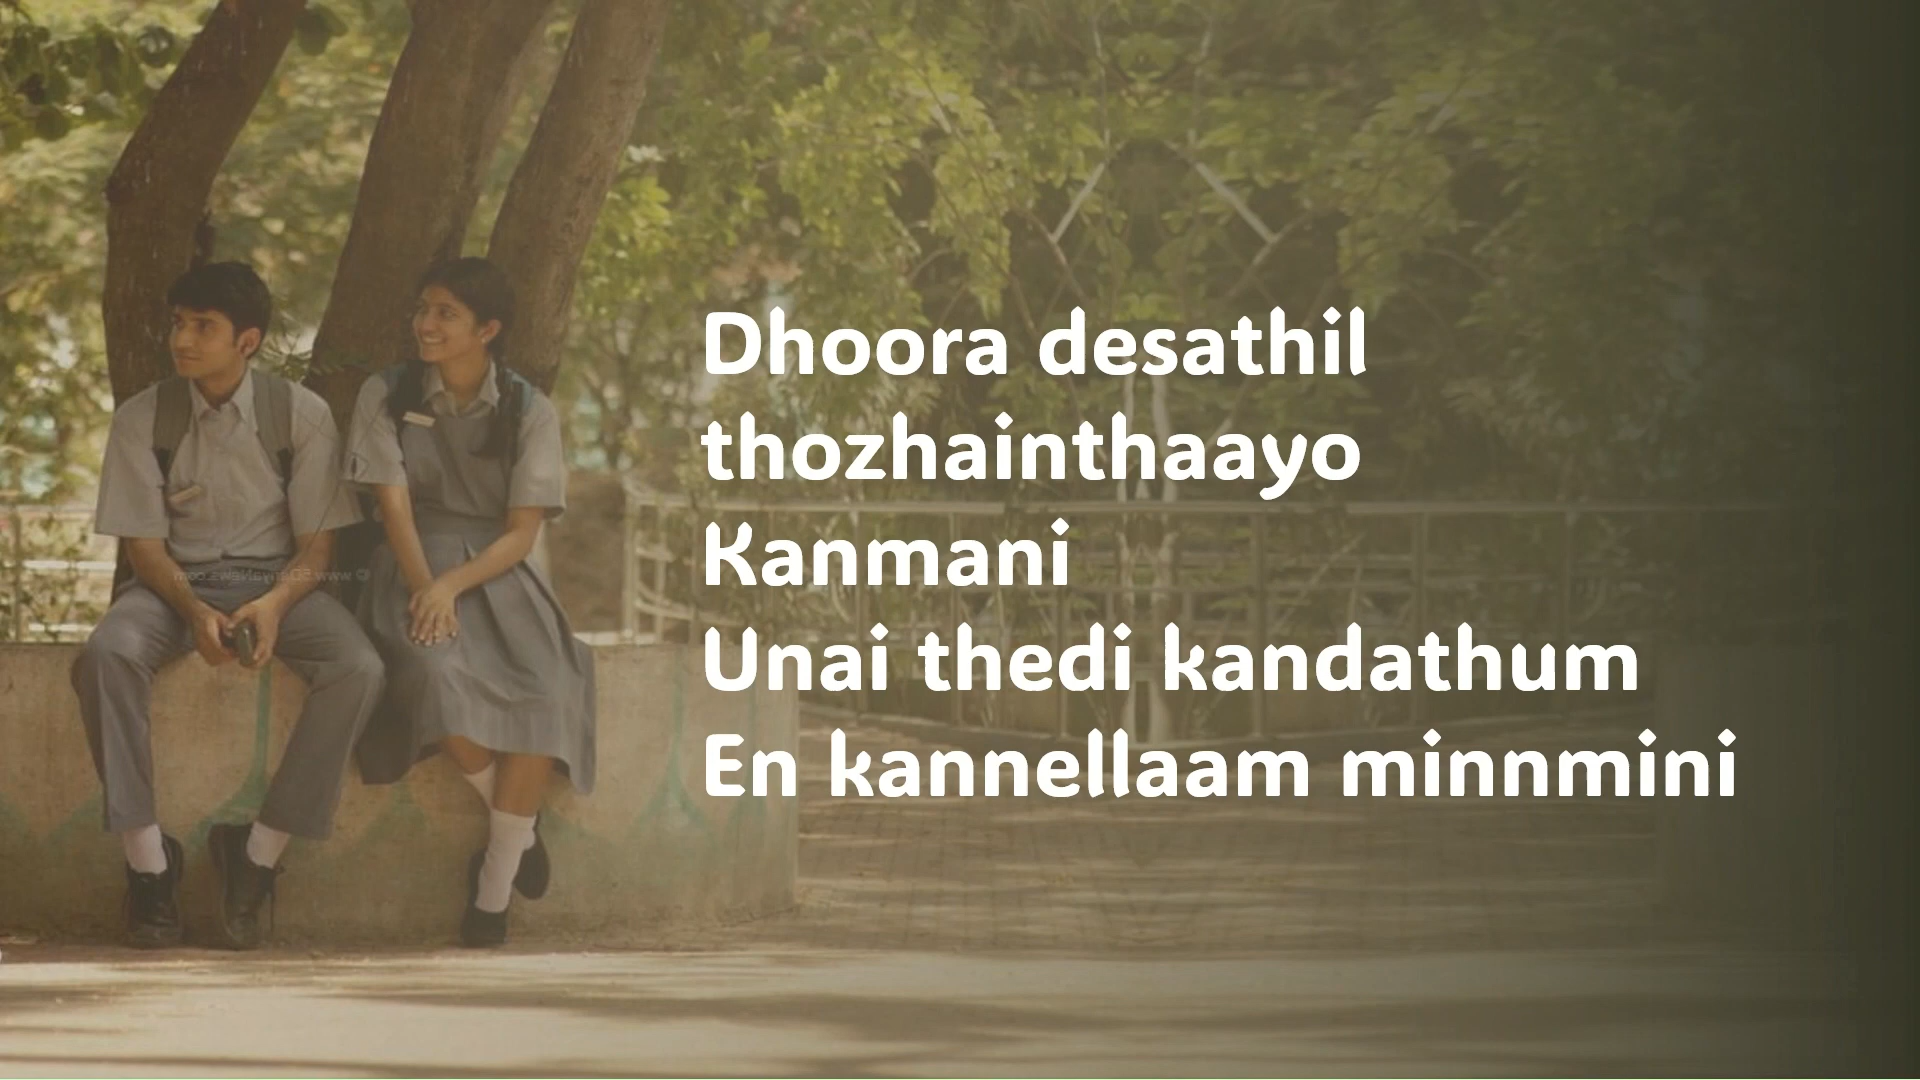 Dhoora desathil
thozhainthaayo
Kanmani
Unai thedi kandathum
En kannellaam minnmini